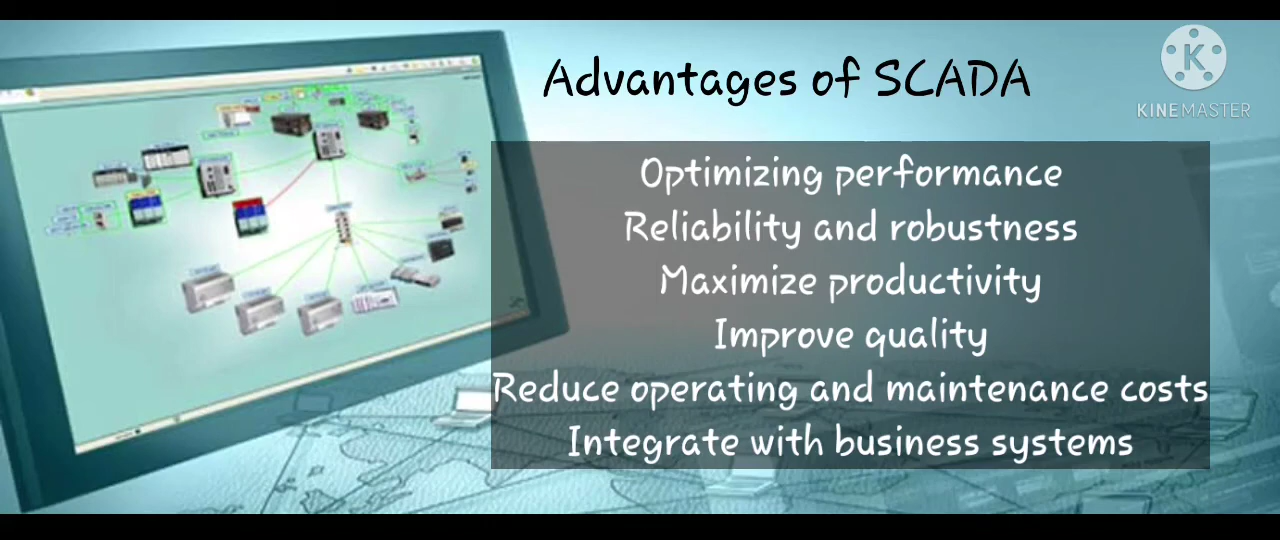 Advantages of SCADA
K
KINEMASTER
Optimizing performance
Reliability and robustness
Maximize productivity
Improve quality
Reduce operating and maintenance costs
Integrate with business systems